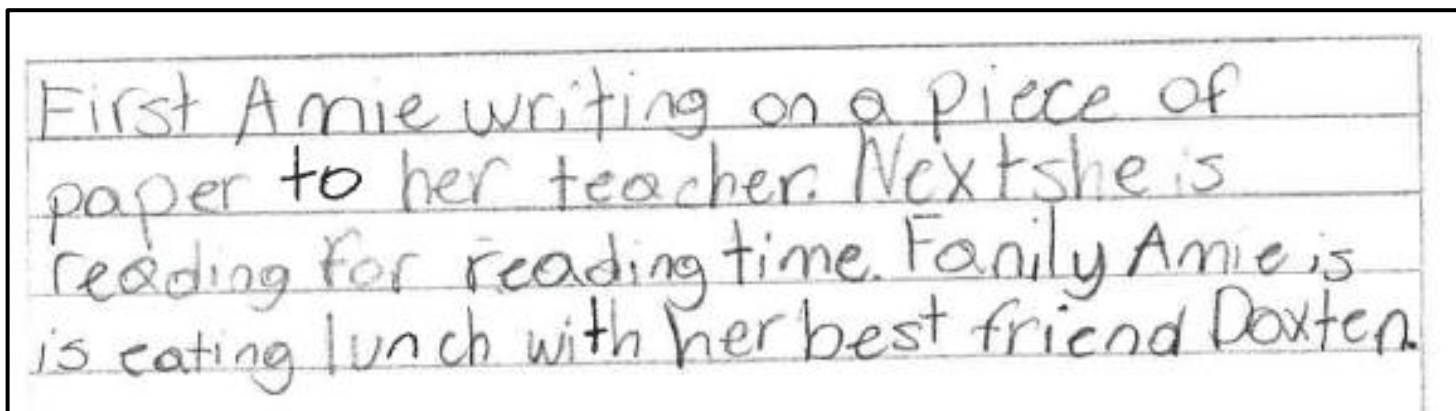 First Amie writing on a piece of
paper to her teacher. Next she is
reading for reading time. Fanily Amie is
is eating lunch with her best friend Daxten.